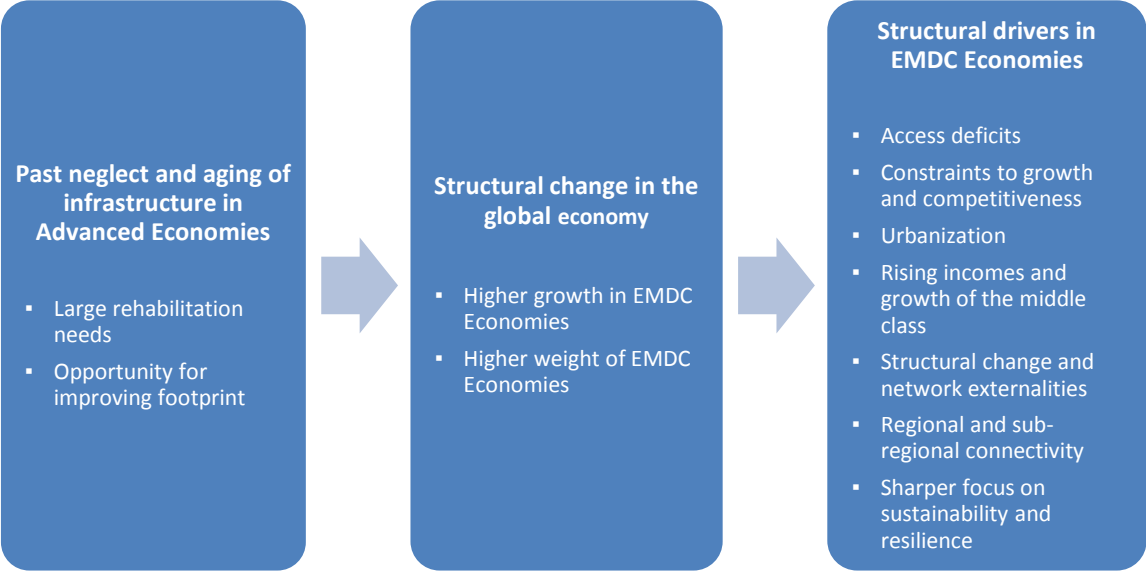 Past neglect and aging of
infrastructure in
Advanced Economies
▪ Large rehabilitation
needs
▪ Opportunity for
improving footprint
Structural change in the
global economy
▪ Higher growth in EMDC
Economies
▪ Higher weight of EMDC
Economies
Structural drivers in
EMDC Economies
▪ Access deficits
▪ Constraints to growth
and competitiveness
▪ Urbanization
▪ Rising incomes and
growth of the middle
class
▪ Structural change and
network externalities
▪ Regional and sub-
regional connectivity
▪ Sharper focus on
sustainability and
resilience